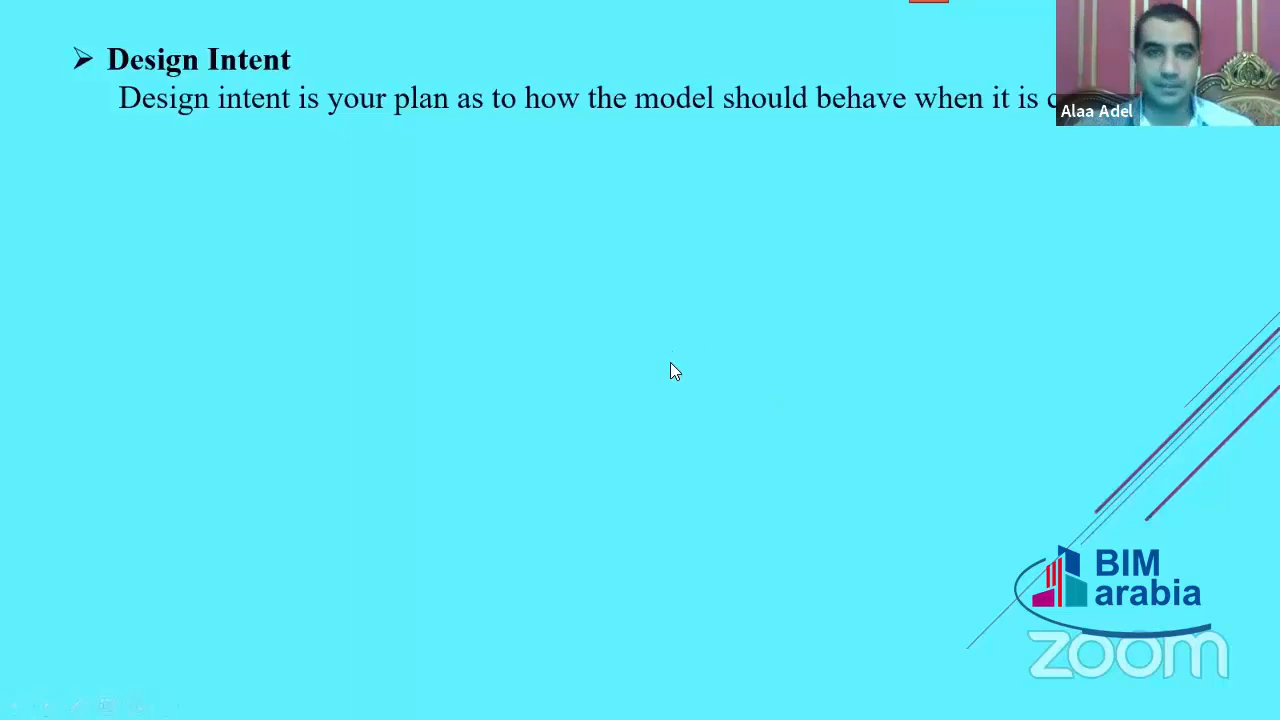 Design Intent
Design intent is your plan as to how the model should behave when it is
Alaa Adel
BIM
arabia
zoom